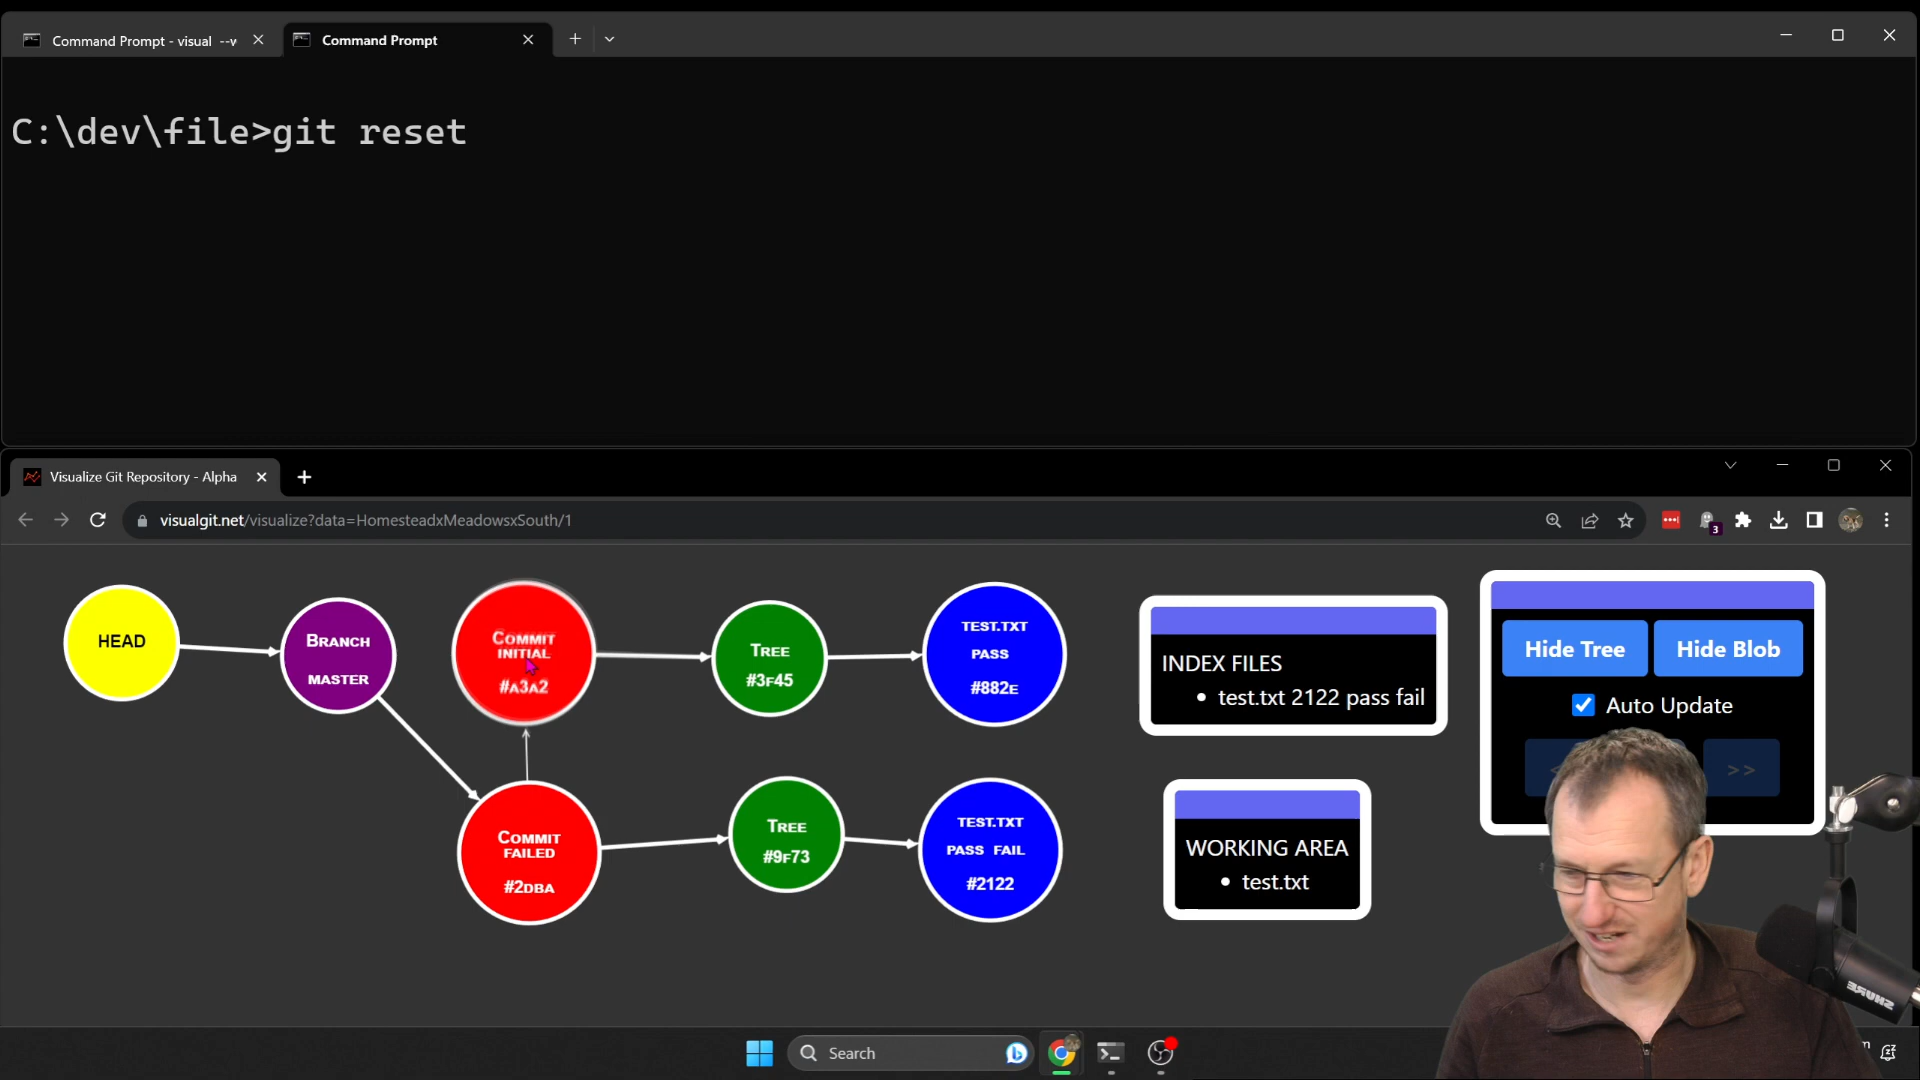 Command Prompt - visual --v
Command Prompt
C:\dev\file>git reset
Visualize Git Repository - Alpha
visualgit.net/visualize?data=HomesteadxMeadowsxSouth/1
3
HEAD
BRANCH
MASTER
COMMIT
INITIAL
#A3A2
TREE
#3F45
TEST.TXT
PASS
#882E
COMMIT
FAILED
#2DBA
TREE
#9F73
TEST.TXT
PASS FAIL
#2122
INDEX FILES
• test.txt 2122 pass fail
WORKING AREA
• test.txt
Hide Tree
Hide Blob
Auto Update
>>
SHURE
Search